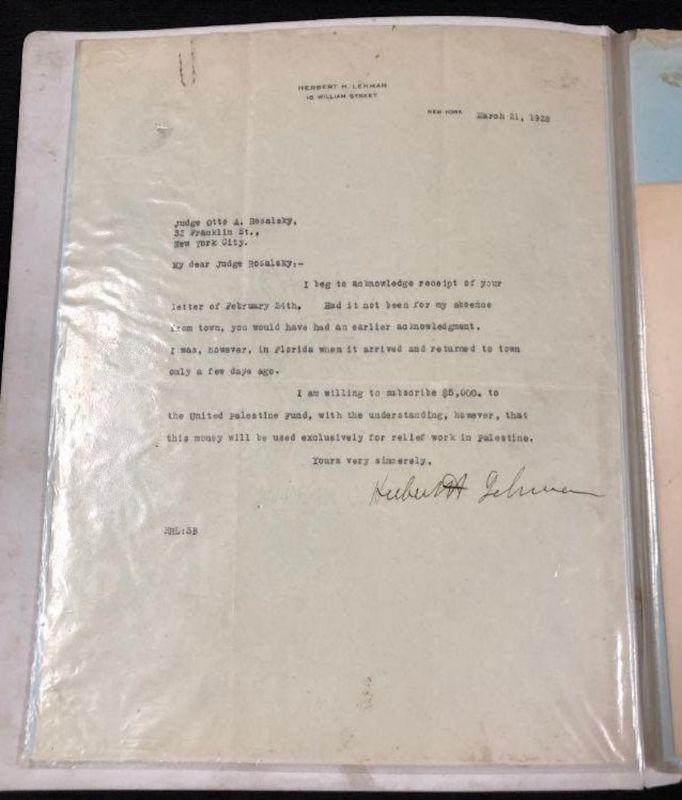 HERBERT H. LEHMAN
16 WILLIAM STREET
NEW YORK March 21, 1928
Judge Otto A. Rosalsky,
32 Franklin St.,
New York City.
My dear Judge Rosalsky:-
I beg to acknowledge receipt of your
letter of February 24th. Had it not been for my absence
from town, you would have had an earlier acknowledgment.
I was, however, in Florida when it arrived and returned to town
only a few days ago.
I am willing to subscribe $5,000. to
the United Palestine Fund, with the understanding, however, that
this money will be used exclusively for relief work in Palestine.
Yours very sincerely,
Herbert H Lehman
HHL:SB